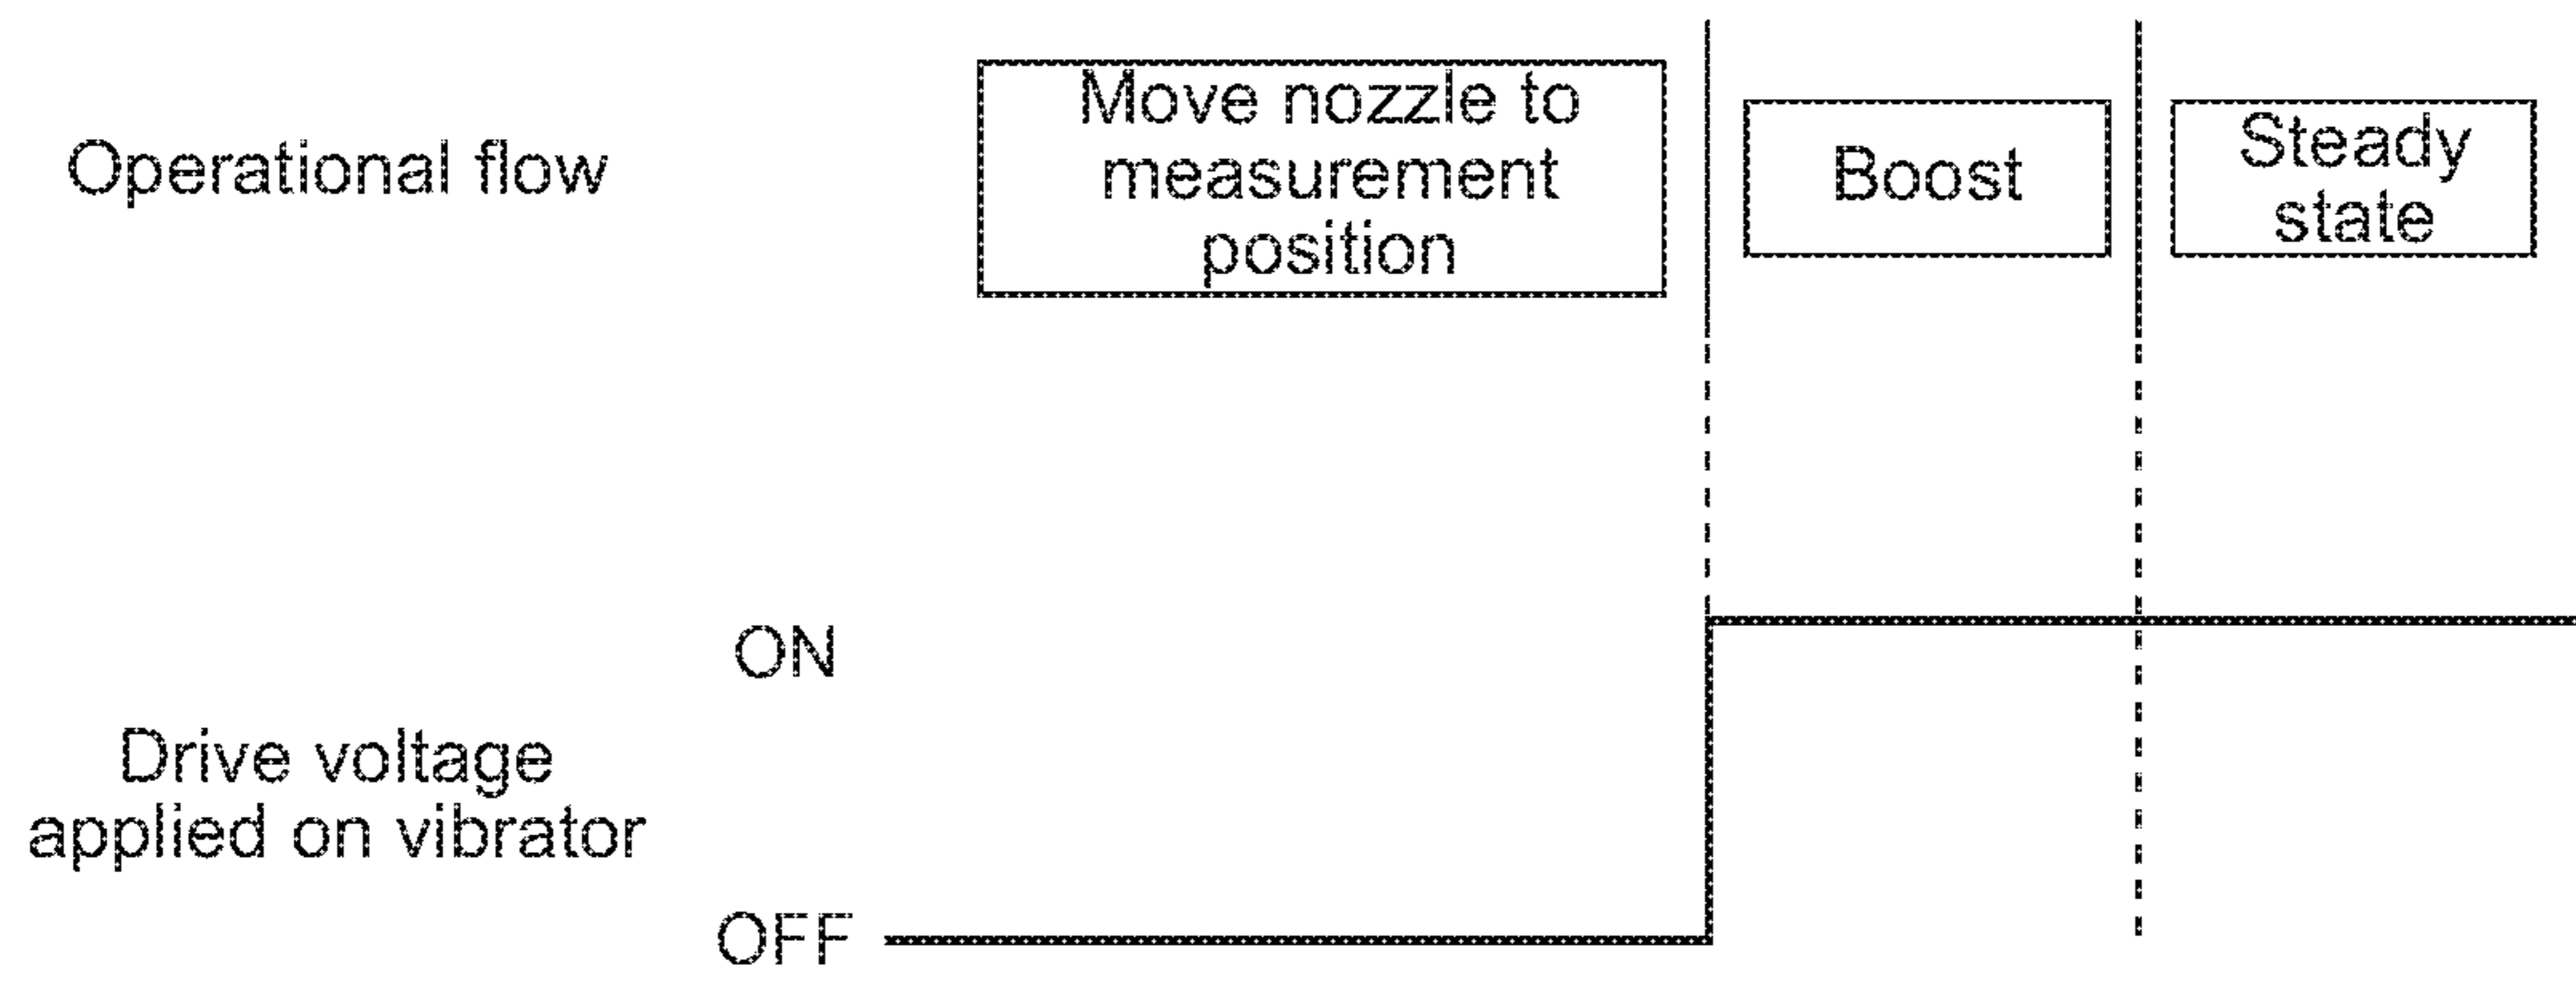 Operational flow
Move nozzle to
measurement
position
Boost
Steady
state
ON
Drive voltage
applied on vibrator
OFF